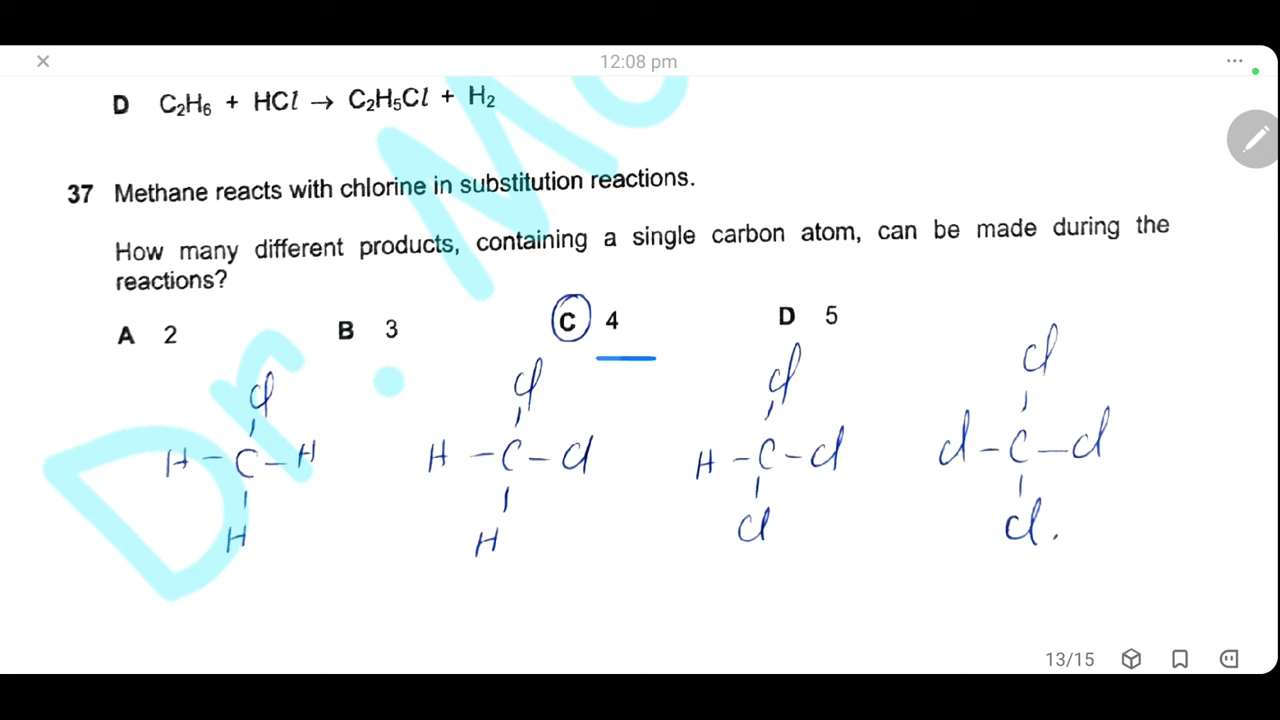 12:08 pm
D C₂H₆ + HCl → C₂H₅Cl + H₂
37 Methane reacts with chlorine in substitution reactions.
How many different products, containing a single carbon atom, can be made during the
reactions?
A 2 B 3 C 4 D 5
Cl Cl Cl Cl
H – C – H H – C – Cl H – C – Cl Cl – C – Cl
H H Cl Cl.
Dr. Mo
13/15